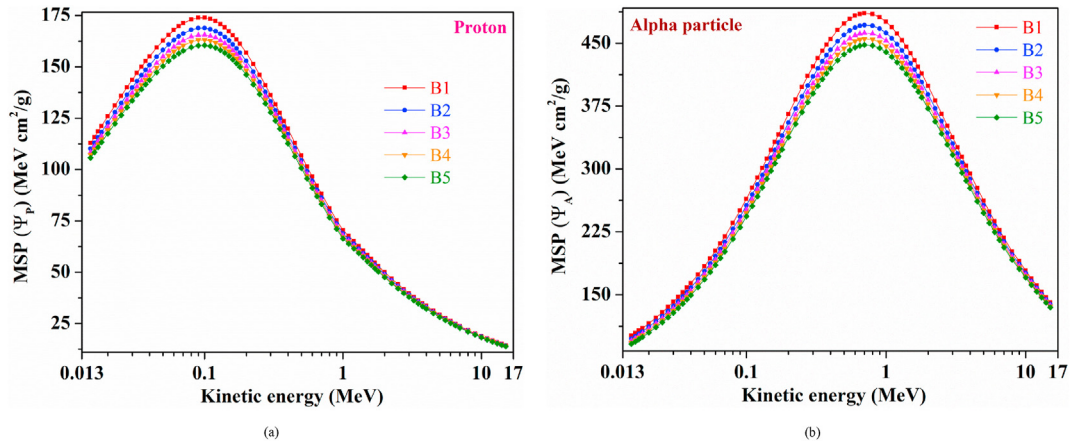 Proton
MSP (Ψ_P) (MeV cm²/g)
175
150
125
100
75
50
25
B1
B2
B3
B4
B5
0.013 0.1 1 10 17
Kinetic energy (MeV)
(a)
Alpha particle
MSP (Ψ_A) (MeV cm²/g)
450
375
300
225
150
B1
B2
B3
B4
B5
0.013 0.1 1 10 17
Kinetic energy (MeV)
(b)